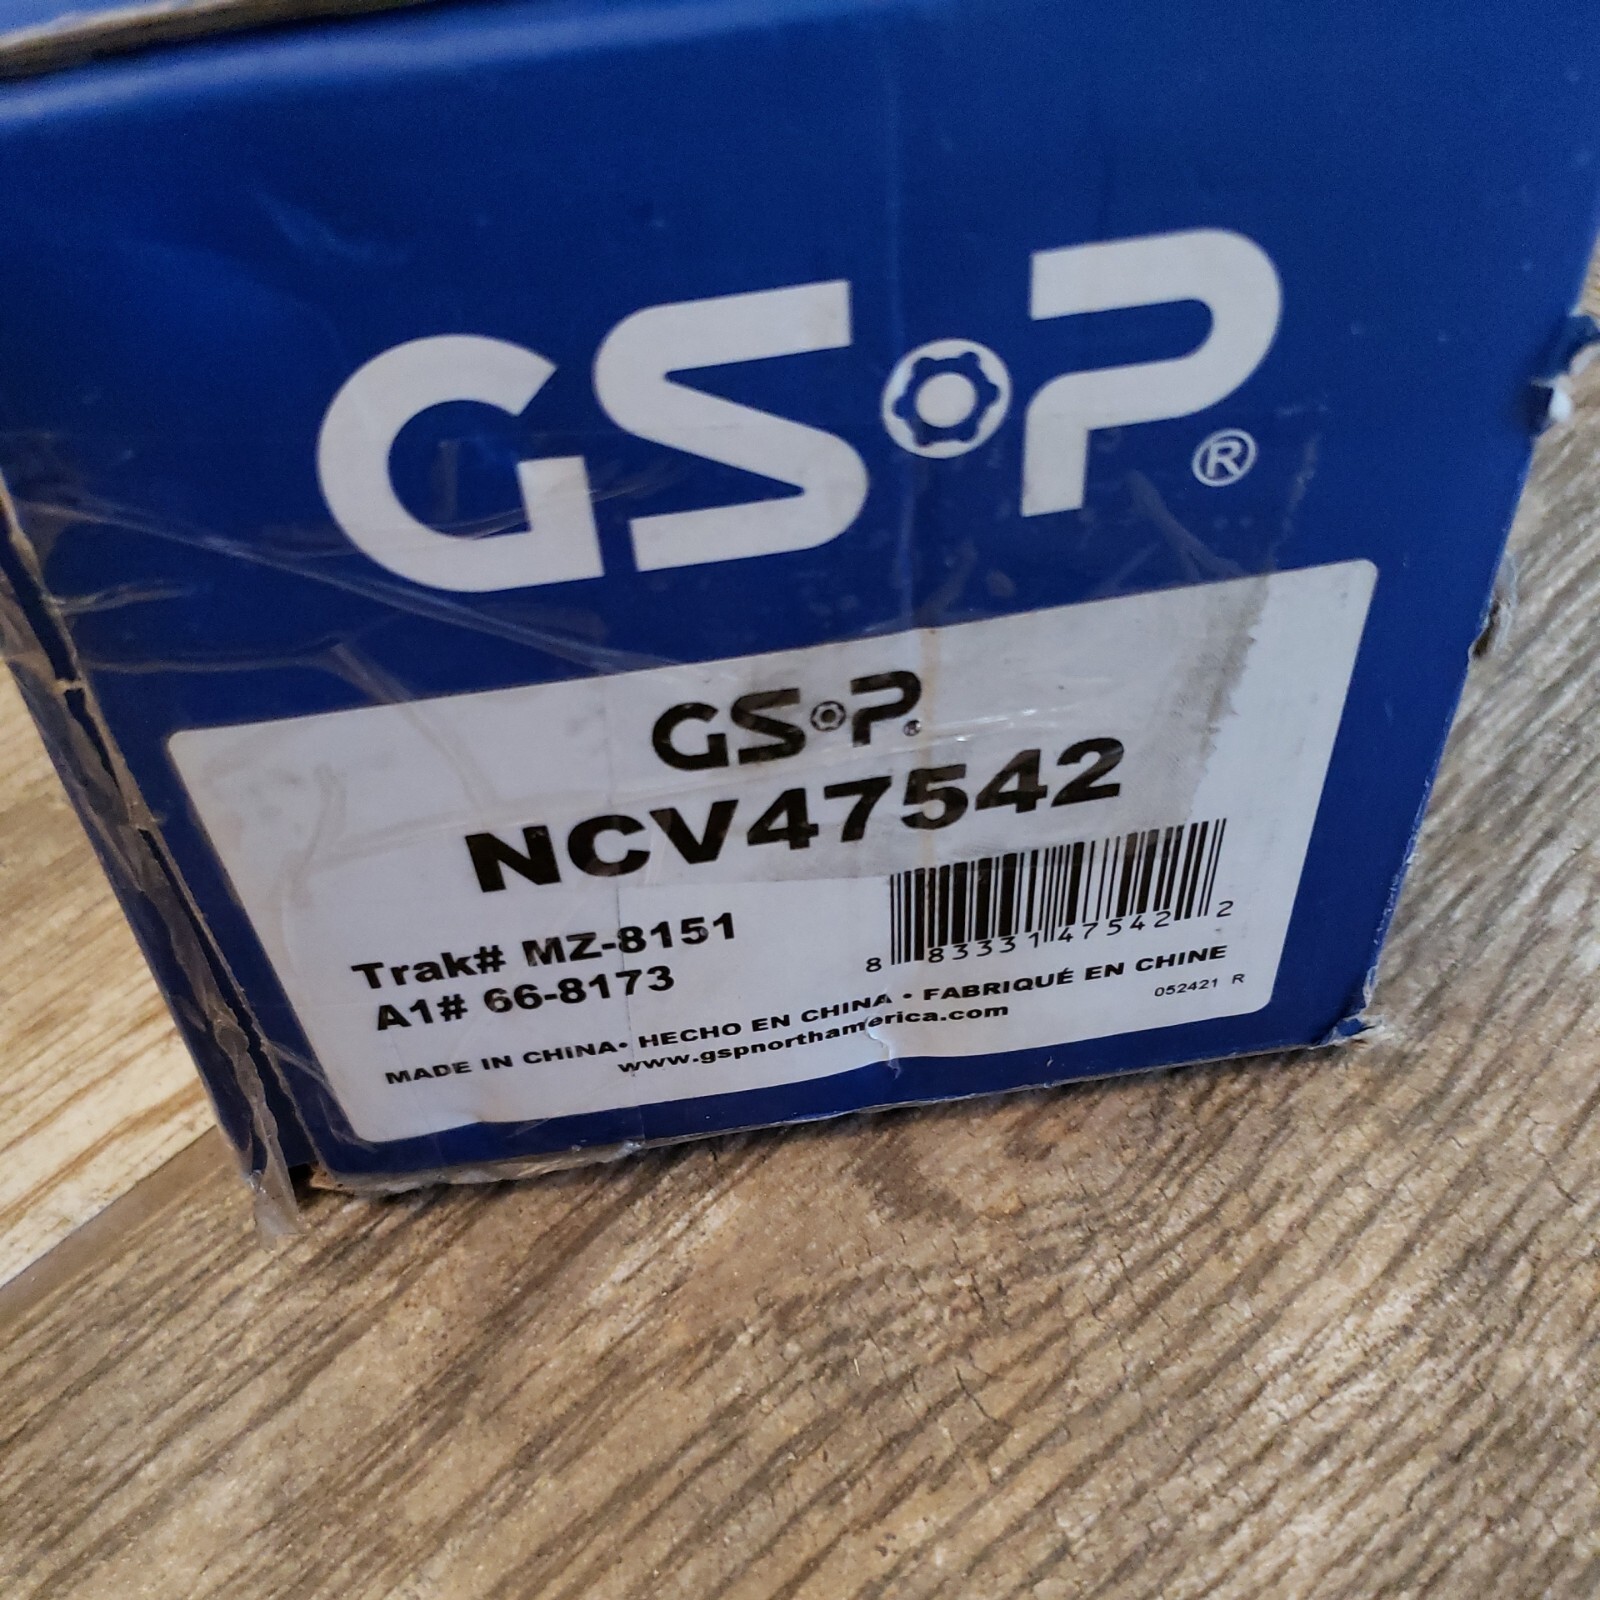 GSP®
GSP®
NCV47542
Trak# MZ-8151
A1# 66-8173
8 83331 47542 2
MADE IN CHINA • HECHO EN CHINA • FABRIQUÉ EN CHINE
www.gspnorthamerica.com
052421 R